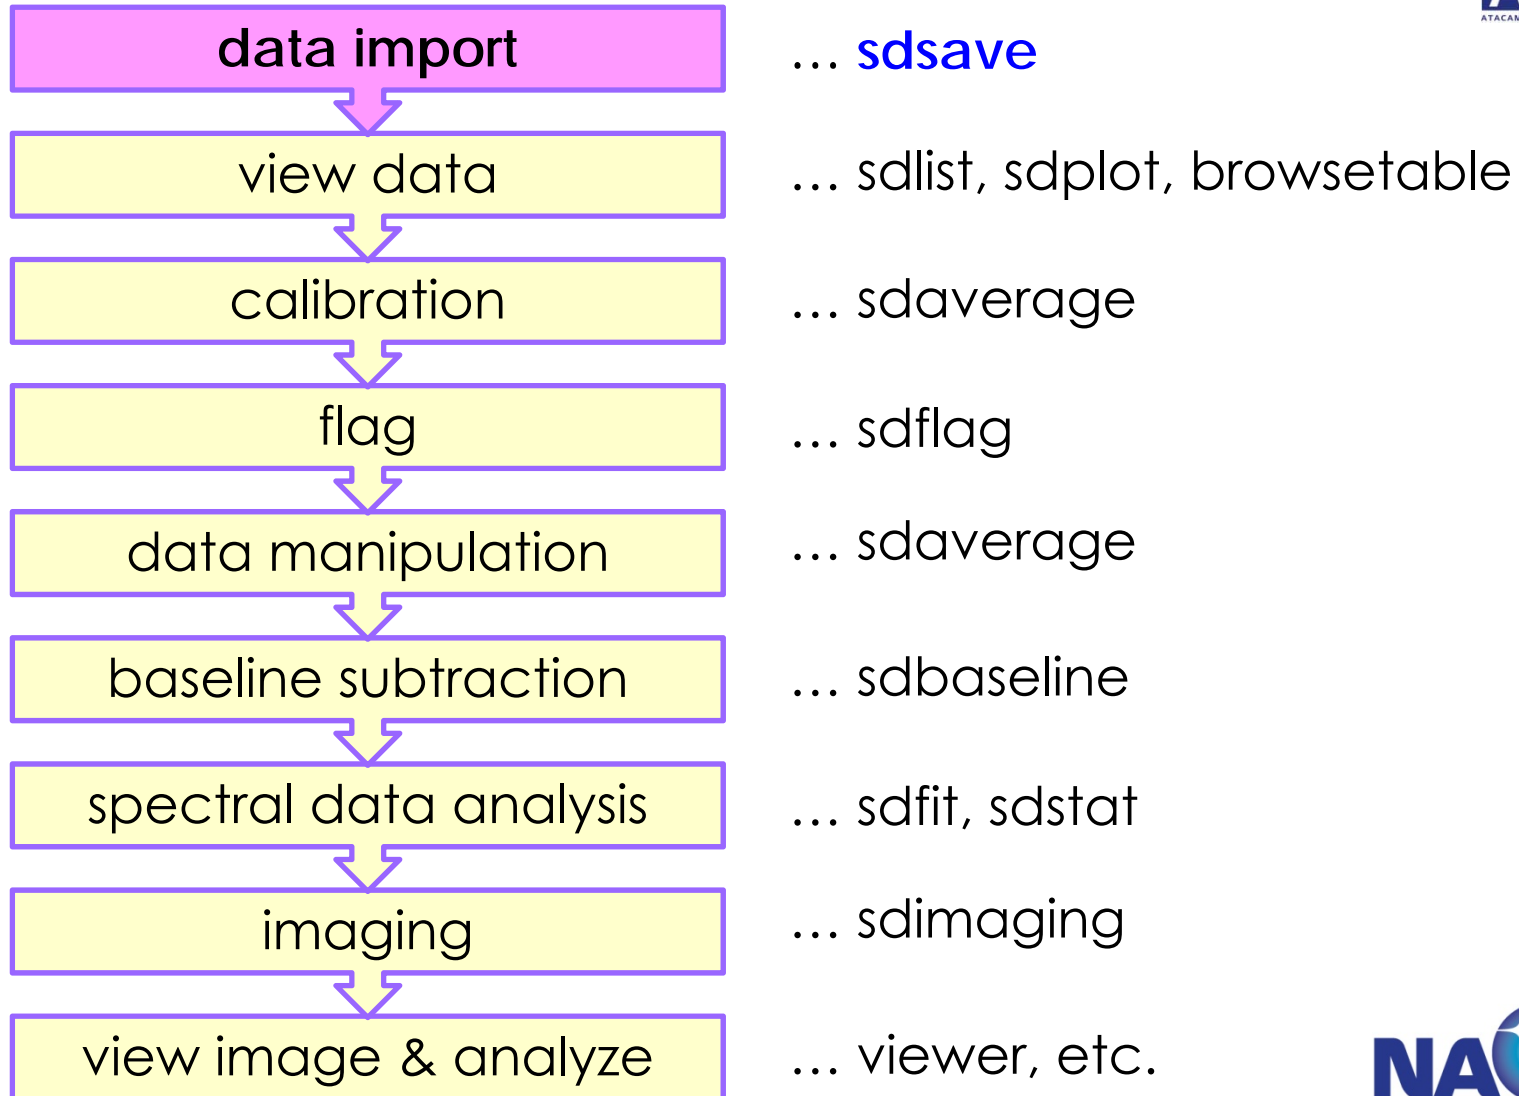 data import … sdsave
view data … sdlist, sdplot, browsetable
calibration … sdaverage
flag … sdflag
data manipulation … sdaverage
baseline subtraction … sdbaseline
spectral data analysis … sdfit, sdstat
imaging … sdimaging
view image & analyze … viewer, etc.